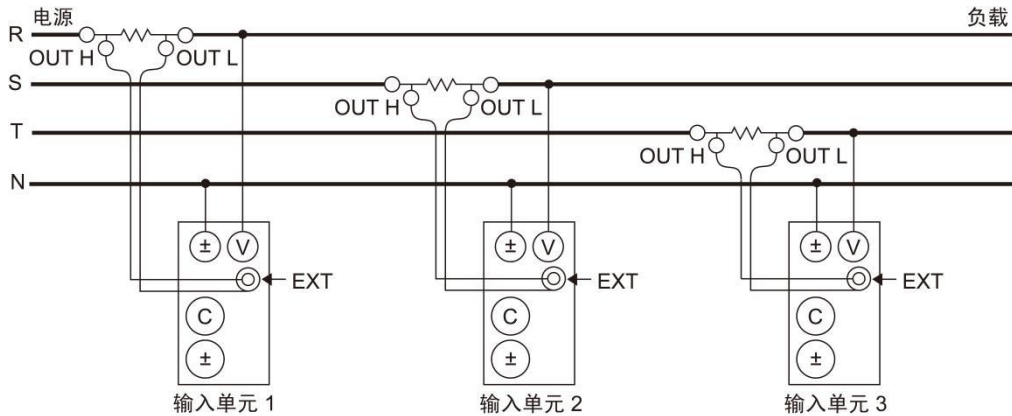 电源 负载
R OUT H OUT L
S OUT H OUT L
T OUT H OUT L
N
± V ± V ± V
EXT EXT EXT
C C C
± ± ±
输入单元 1 输入单元 2 输入单元 3